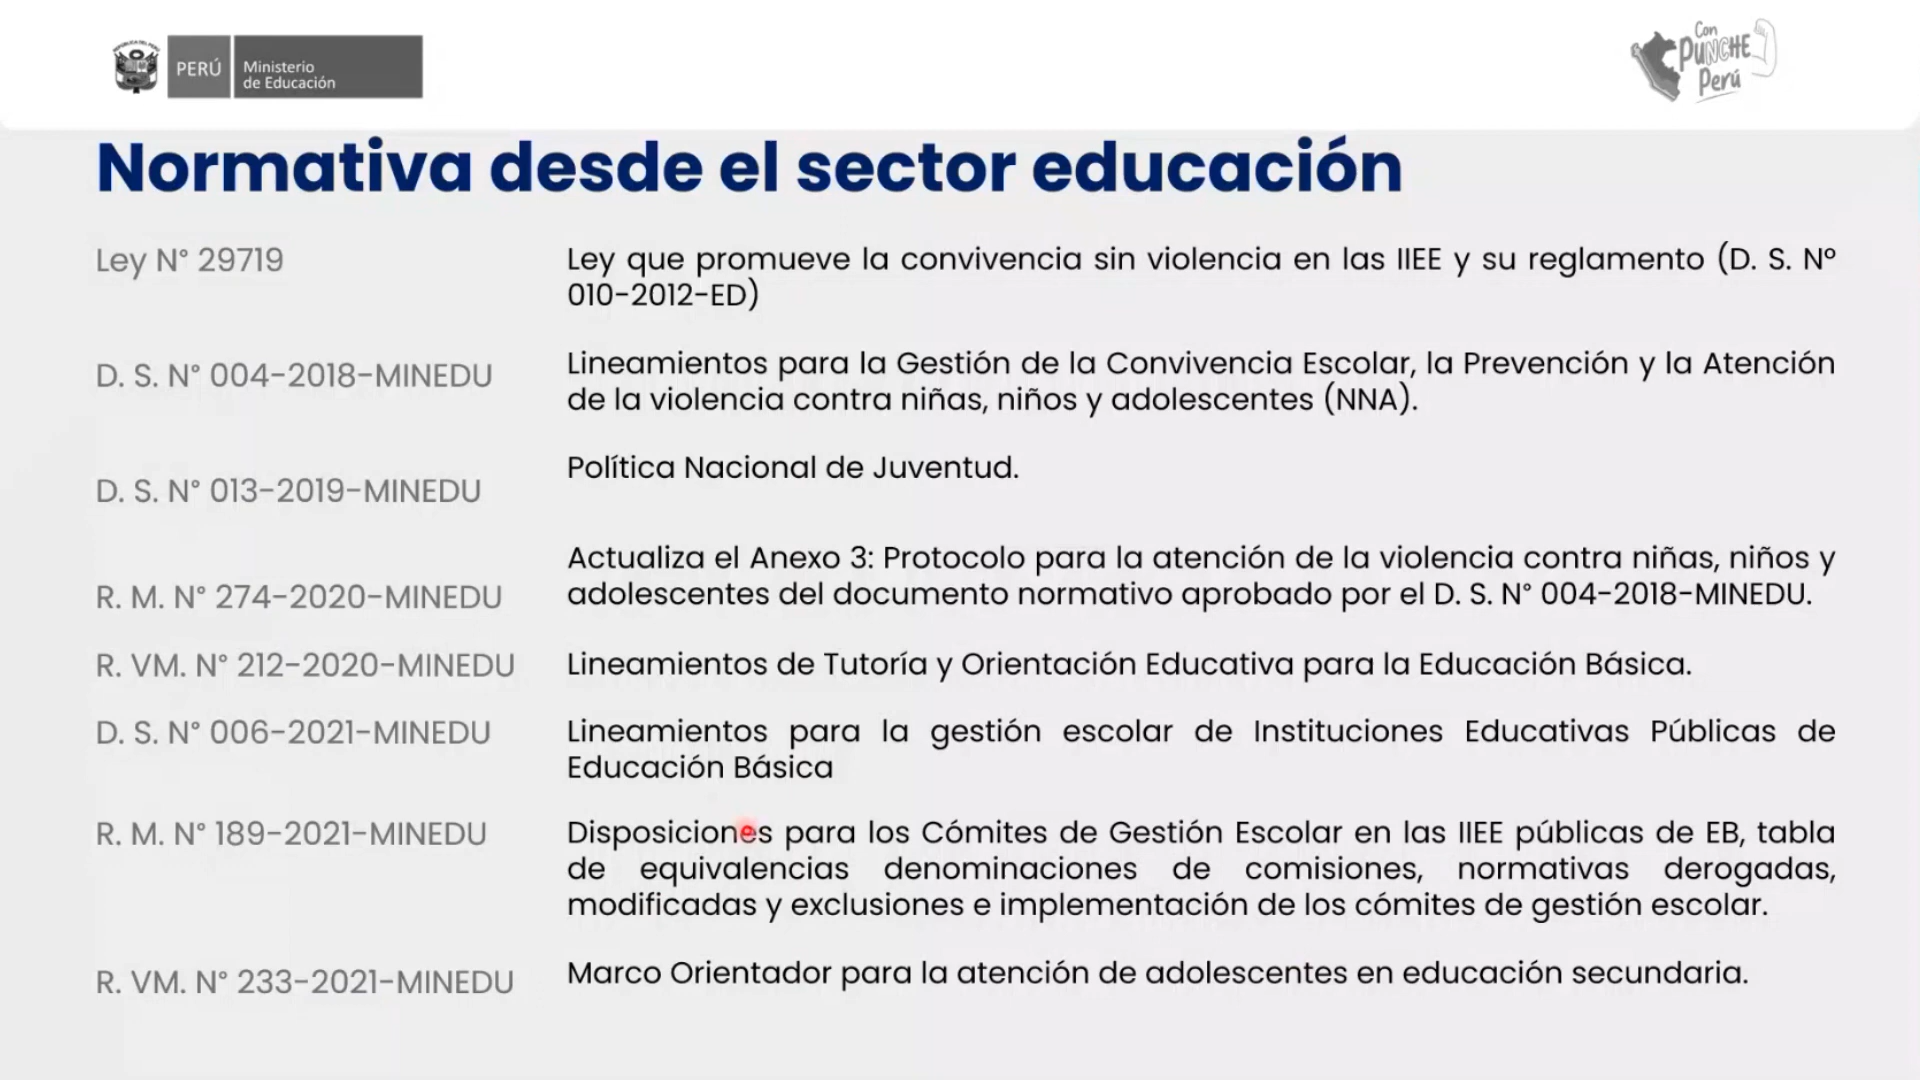 PERÚ
Ministerio
de Educación
Con
PUNCHE
Perú
Normativa desde el sector educación
Ley N° 29719
Ley que promueve la convivencia sin violencia en las IIEE y su reglamento (D. S. Nº
010-2012-ED)
D. S. N° 004-2018-MINEDU
Lineamientos para la Gestión de la Convivencia Escolar, la Prevención y la Atención
de la violencia contra niñas, niños y adolescentes (NNA).
D. S. N° 013-2019-MINEDU
Política Nacional de Juventud.
R. M. N° 274-2020-MINEDU
Actualiza el Anexo 3: Protocolo para la atención de la violencia contra niñas, niños y
adolescentes del documento normativo aprobado por el D. S. N° 004-2018-MINEDU.
R. VM. N° 212-2020-MINEDU
Lineamientos de Tutoría y Orientación Educativa para la Educación Básica.
D. S. N° 006-2021-MINEDU
Lineamientos para la gestión escolar de Instituciones Educativas Públicas de
Educación Básica
R. M. N° 189-2021-MINEDU
Disposiciones para los Cómites de Gestión Escolar en las IIEE públicas de EB, tabla
de equivalencias denominaciones de comisiones, normativas derogadas,
modificadas y exclusiones e implementación de los cómites de gestión escolar.
R. VM. N° 233-2021-MINEDU
Marco Orientador para la atención de adolescentes en educación secundaria.